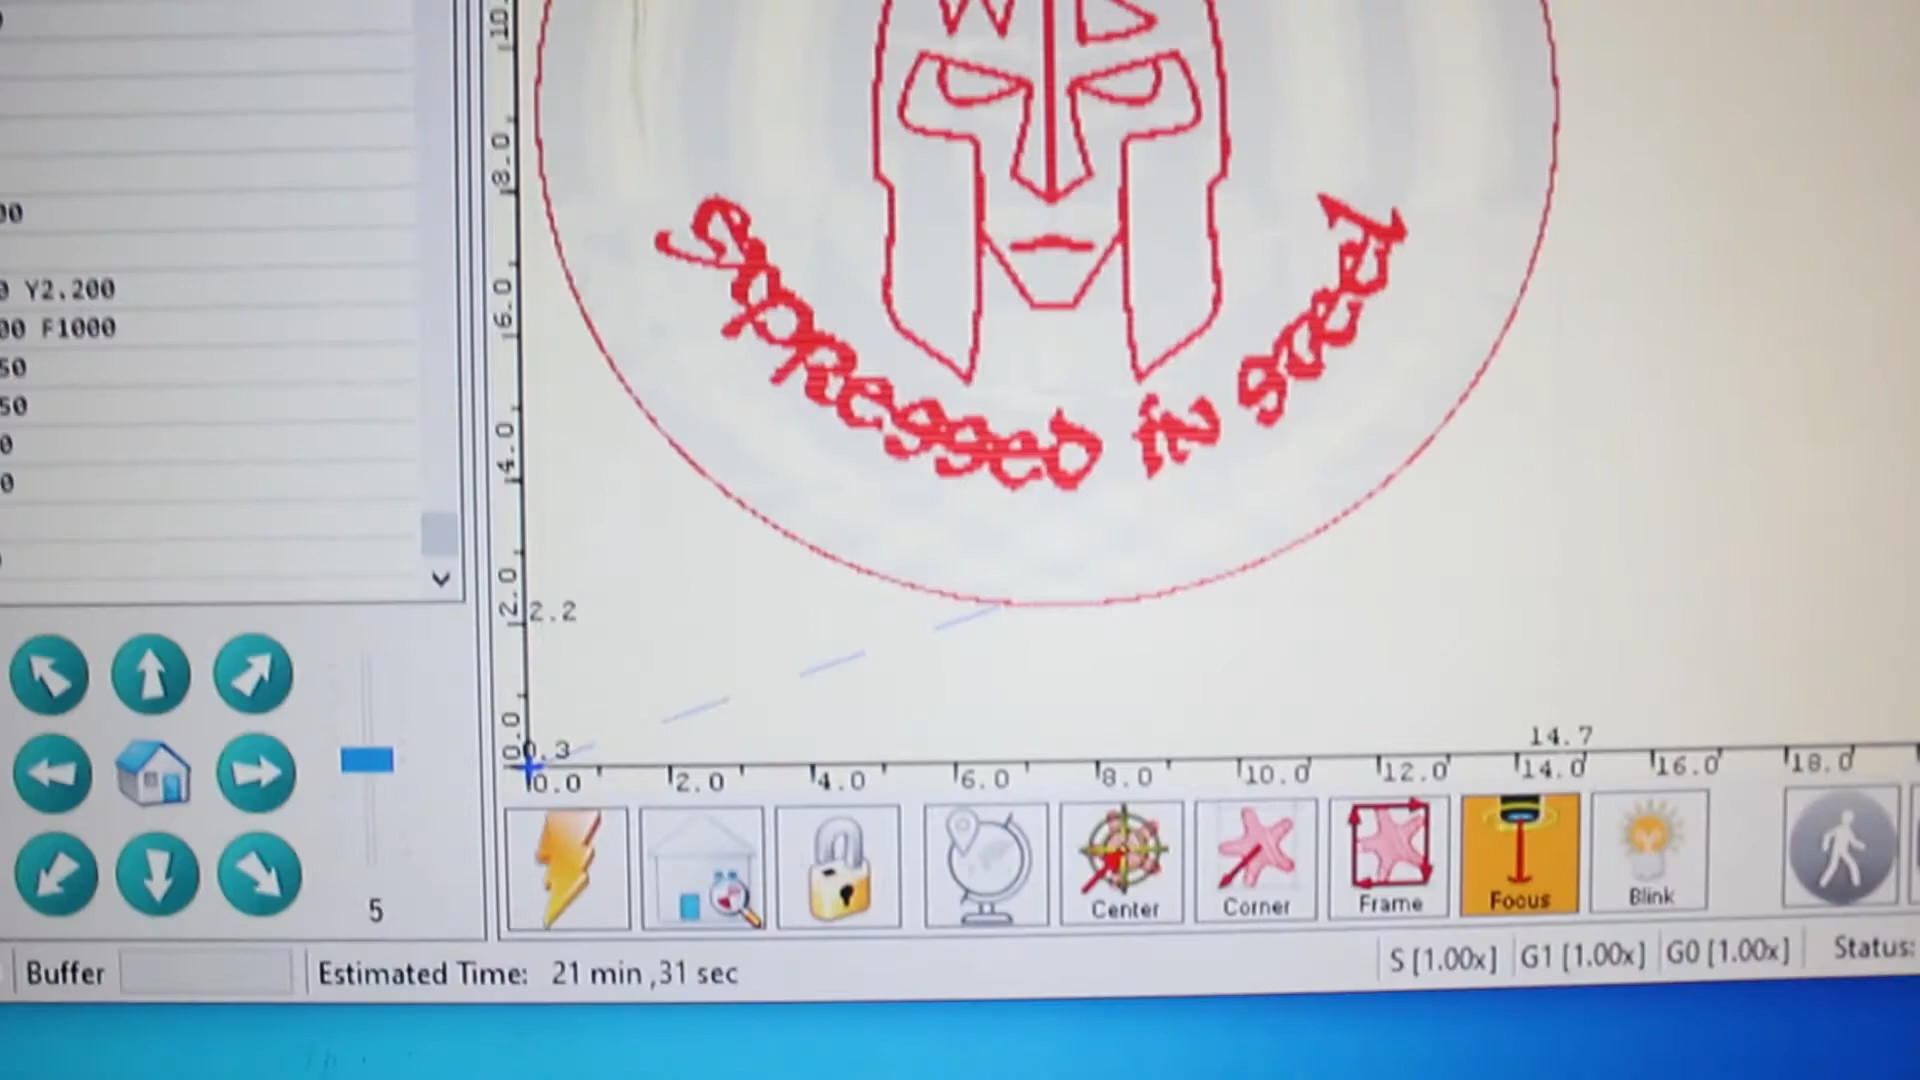 10.
8.0
6.0
4.0
2.0
0.0
00
0 Y2.200
00 F1000
50
50
0
0
5
W D
expressed in
2.2
0.3
14.7
0.0 2.0 4.0 6.0 8.0 10.0 12.0 14.0 16.0 18.0
Center Corner Frame Focus Blink
Buffer Estimated Time: 21 min ,31 sec S [1.00x] G1 [1.00x] G0 [1.00x] Status: